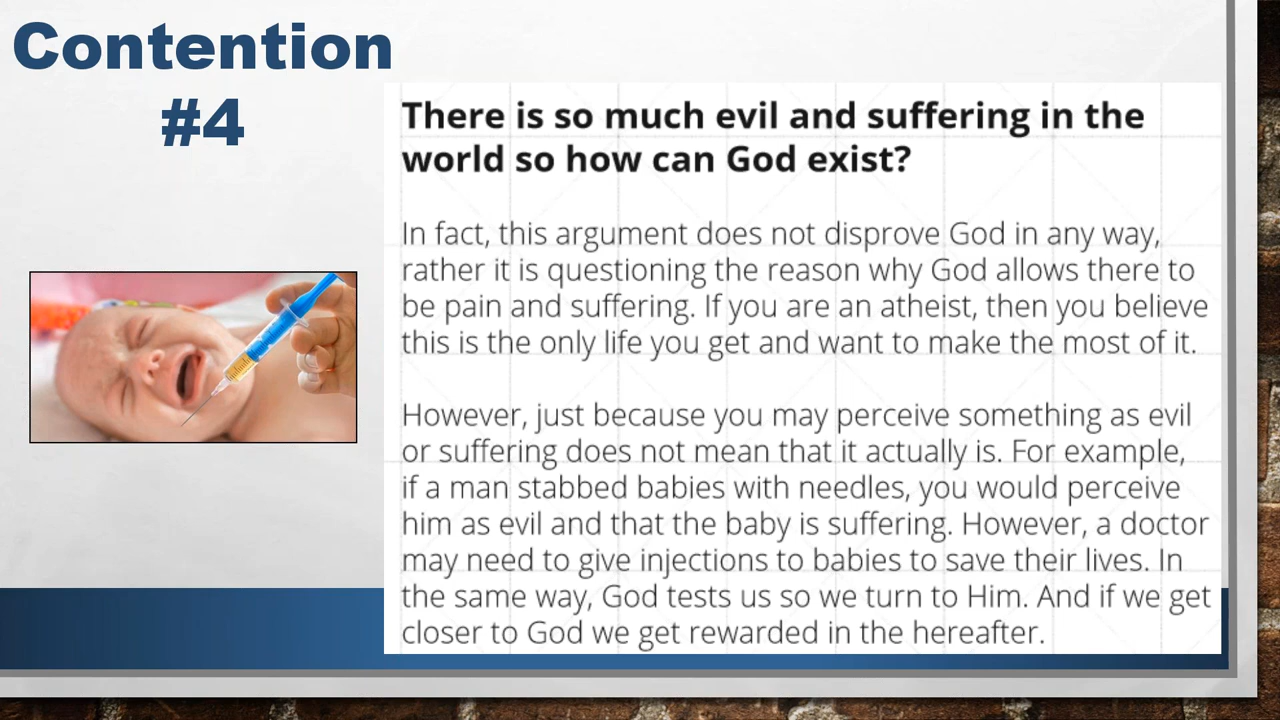 Contention
#4
There is so much evil and suffering in the
world so how can God exist?
In fact, this argument does not disprove God in any way,
rather it is questioning the reason why God allows there to
be pain and suffering. If you are an atheist, then you believe
this is the only life you get and want to make the most of it.
However, just because you may perceive something as evil
or suffering does not mean that it actually is. For example,
if a man stabbed babies with needles, you would perceive
him as evil and that the baby is suffering. However, a doctor
may need to give injections to babies to save their lives. In
the same way, God tests us so we turn to Him. And if we get
closer to God we get rewarded in the hereafter.